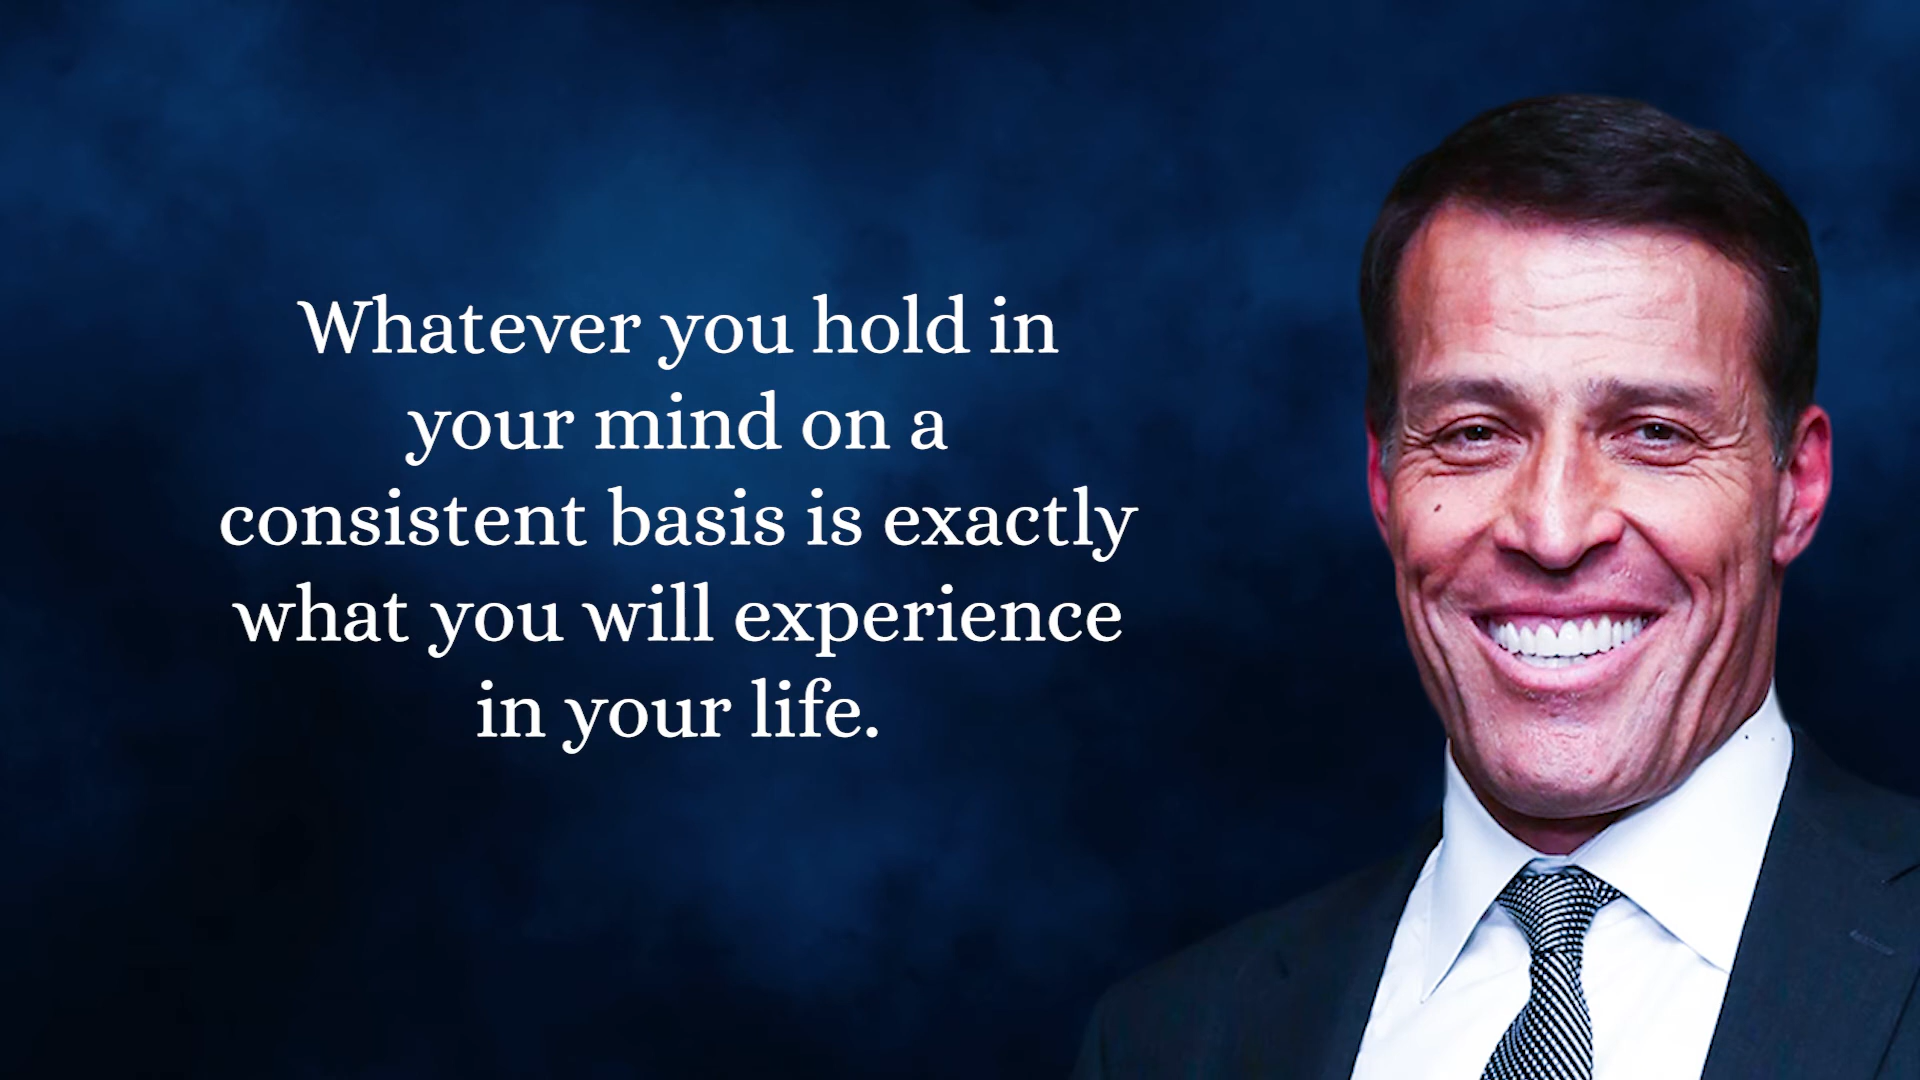 Whatever you hold in
your mind on a
consistent basis is exactly
what you will experience
in your life.